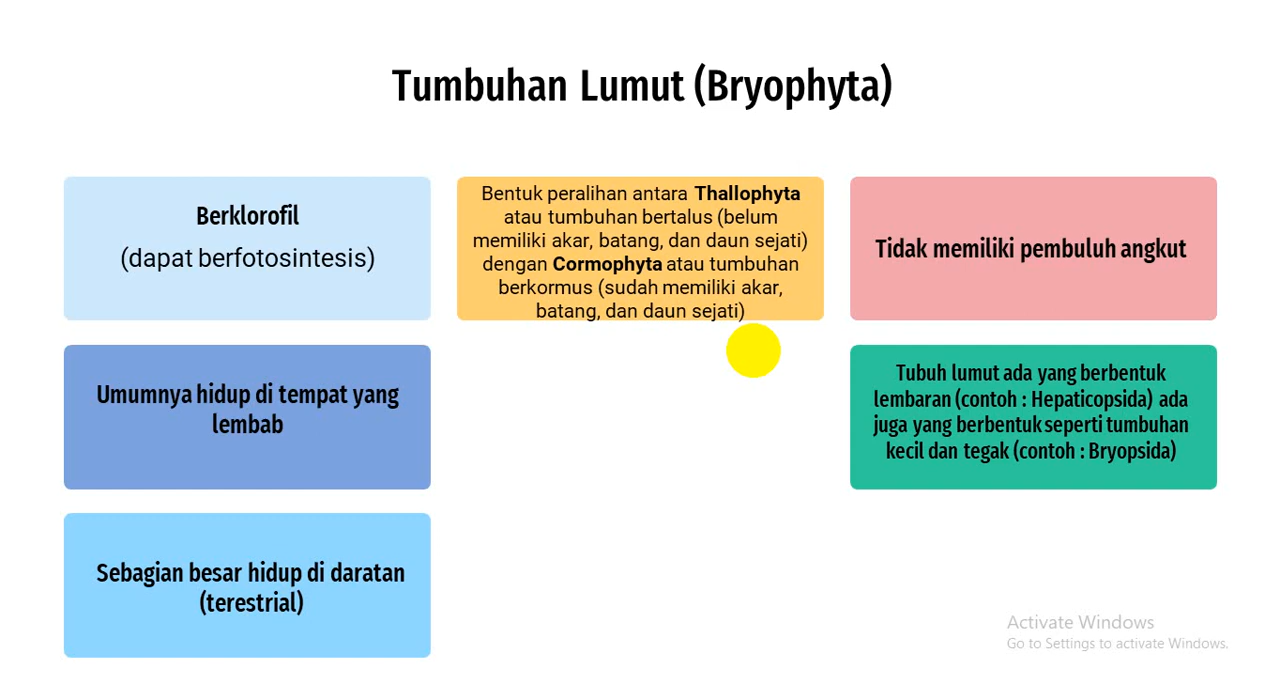 Tumbuhan Lumut (Bryophyta)
Berklorofil
(dapat berfotosintesis)
Bentuk peralihan antara Thallophyta
atau tumbuhan bertalus (belum
memiliki akar, batang, dan daun sejati)
dengan Cormophyta atau tumbuhan
berkormus (sudah memiliki akar,
batang, dan daun sejati)
Tidak memiliki pembuluh angkut
Umumnya hidup di tempat yang
lembab
Tubuh lumut ada yang berbentuk
lembaran (contoh : Hepaticopsida) ada
juga yang berbentuk seperti tumbuhan
kecil dan tegak (contoh : Bryopsida)
Sebagian besar hidup di daratan
(terestrial)
Activate Windows
Go to Settings to activate Windows.